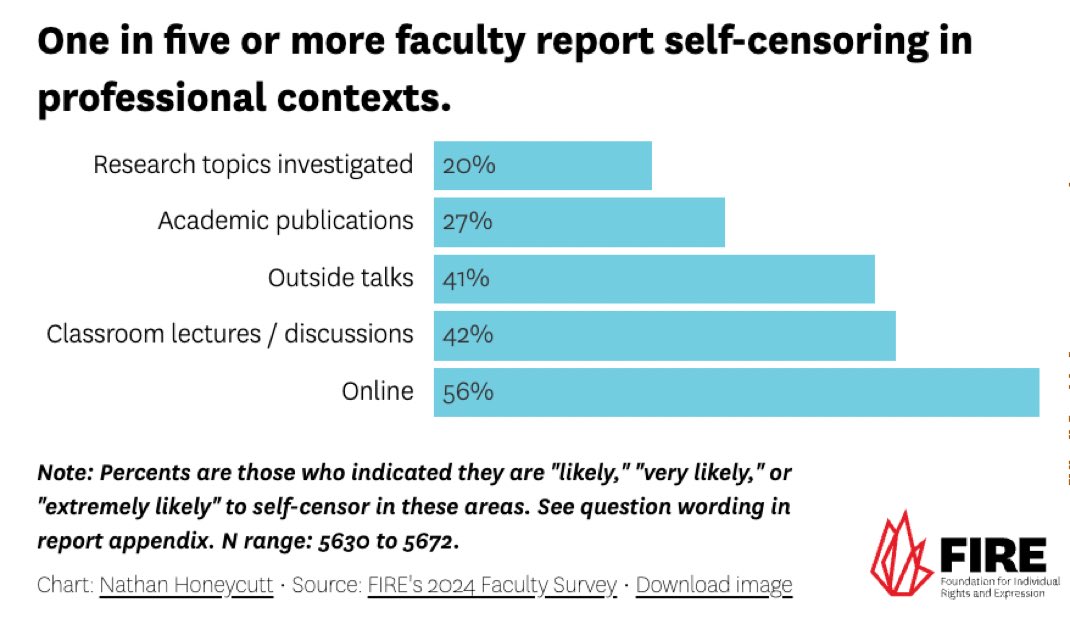 One in five or more faculty report self-censoring in
professional contexts.
Research topics investigated 20%
Academic publications 27%
Outside talks 41%
Classroom lectures / discussions 42%
Online 56%
Note: Percents are those who indicated they are "likely," "very likely," or
"extremely likely" to self-censor in these areas. See question wording in
report appendix. N range: 5630 to 5672.
Chart: Nathan Honeycutt · Source: FIRE's 2024 Faculty Survey · Download image
FIRE
Foundation for Individual
Rights and Expression